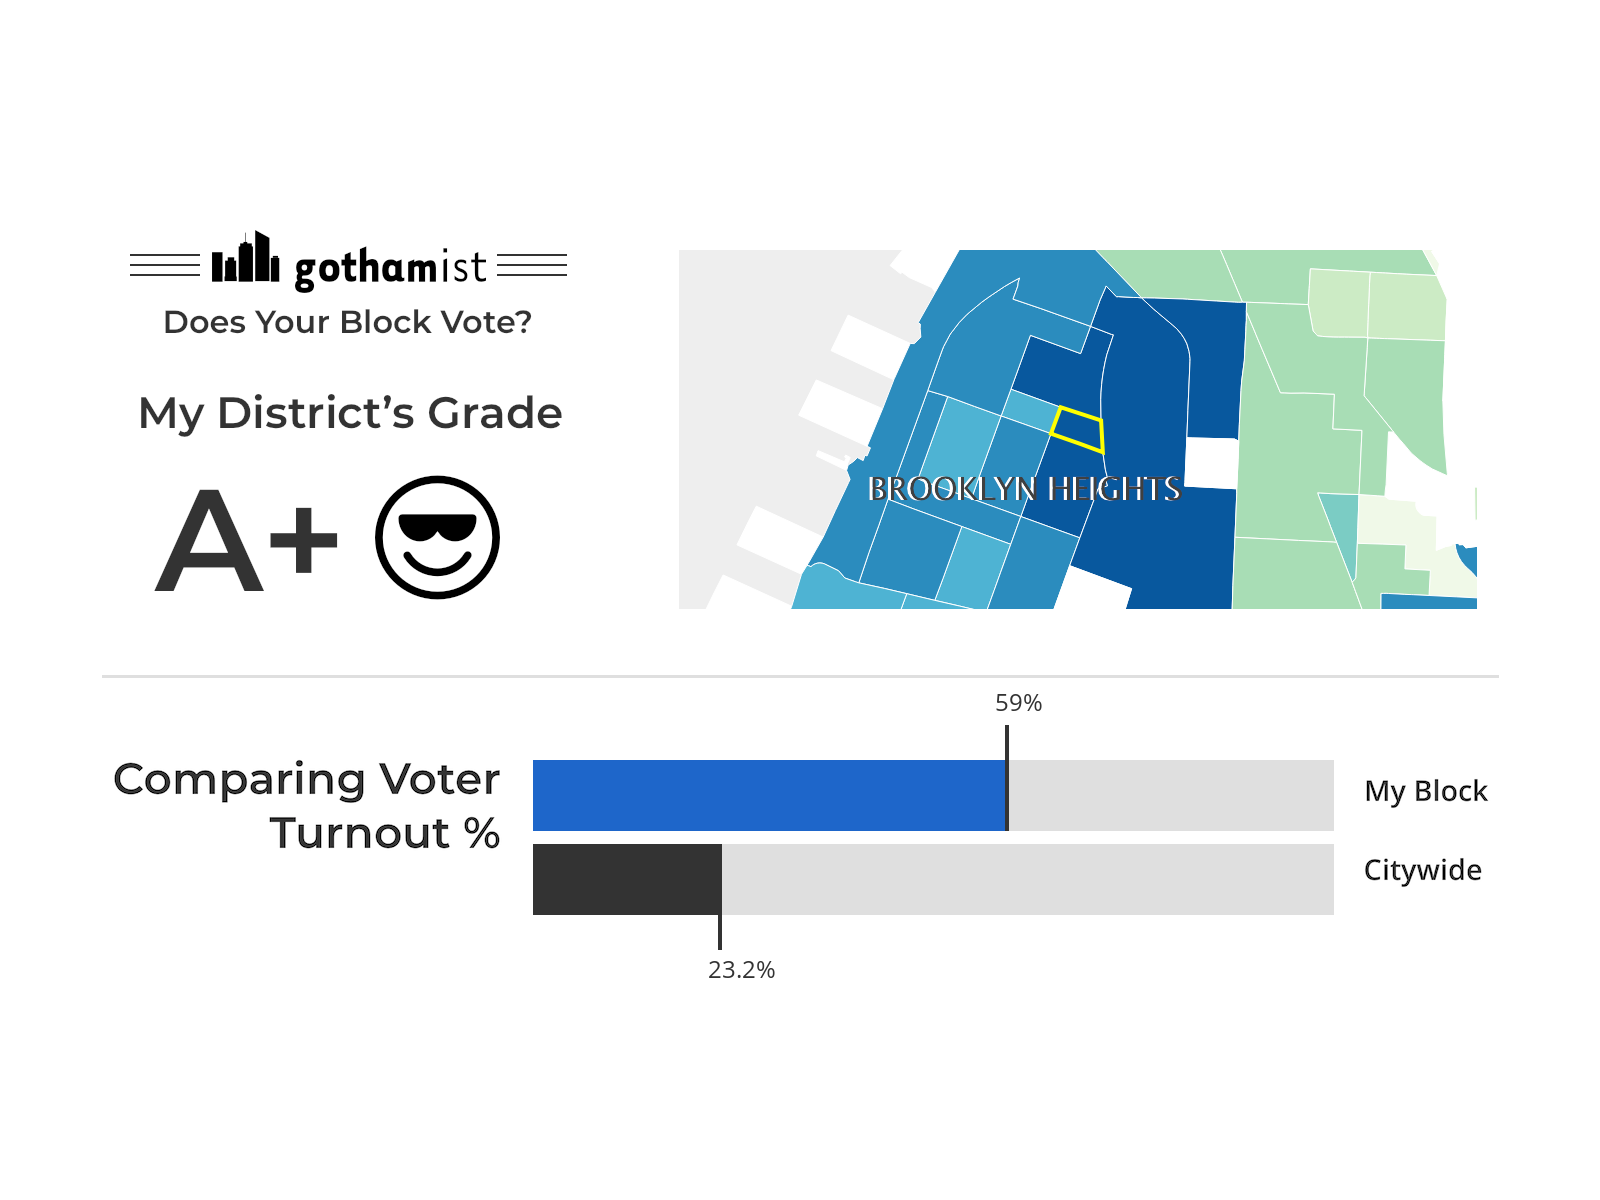 gothamist
Does Your Block Vote?
My District's Grade
A+
BROOKLYN HEIGHTS
59%
Comparing Voter
Turnout %
My Block
Citywide
23.2%